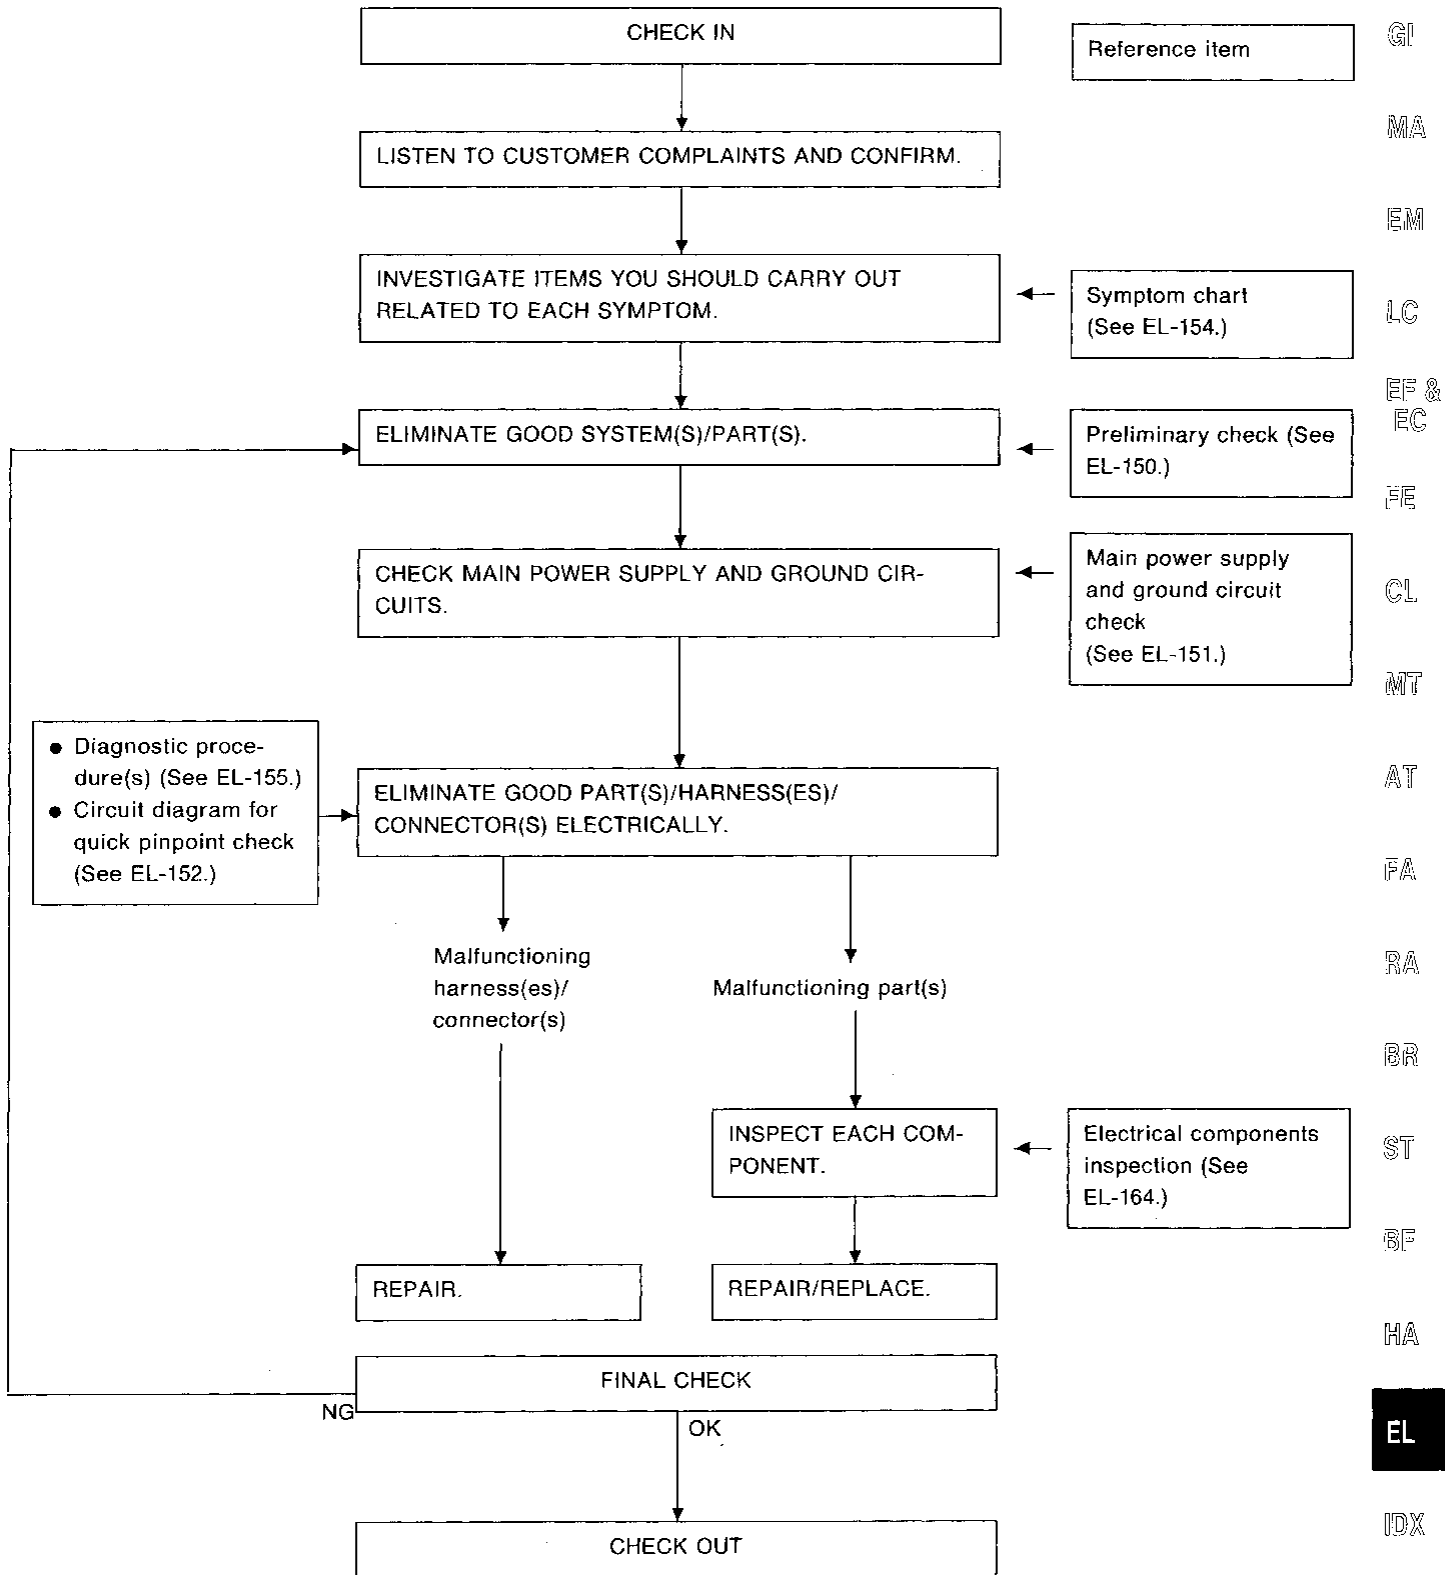 CHECK IN
Reference item
LISTEN TO CUSTOMER COMPLAINTS AND CONFIRM.
INVESTIGATE ITEMS YOU SHOULD CARRY OUT
RELATED TO EACH SYMPTOM.
Symptom chart
(See EL-154.)
ELIMINATE GOOD SYSTEM(S)/PART(S).
Preliminary check (See
EL-150.)
CHECK MAIN POWER SUPPLY AND GROUND CIR-
CUITS.
Main power supply
and ground circuit
check
(See EL-151.)
● Diagnostic proce-
dure(s) (See EL-155.)
● Circuit diagram for
quick pinpoint check
(See EL-152.)
ELIMINATE GOOD PART(S)/HARNESS(ES)/
CONNECTOR(S) ELECTRICALLY.
Malfunctioning
harness(es)/
connector(s)
Malfunctioning part(s)
INSPECT EACH COM-
PONENT.
Electrical components
inspection (See
EL-164.)
REPAIR.
REPAIR/REPLACE.
FINAL CHECK
NG
OK
CHECK OUT
GI
MA
EM
LC
EF &
EC
FE
CL
MT
AT
FA
RA
BR
ST
BF
HA
EL
IDX